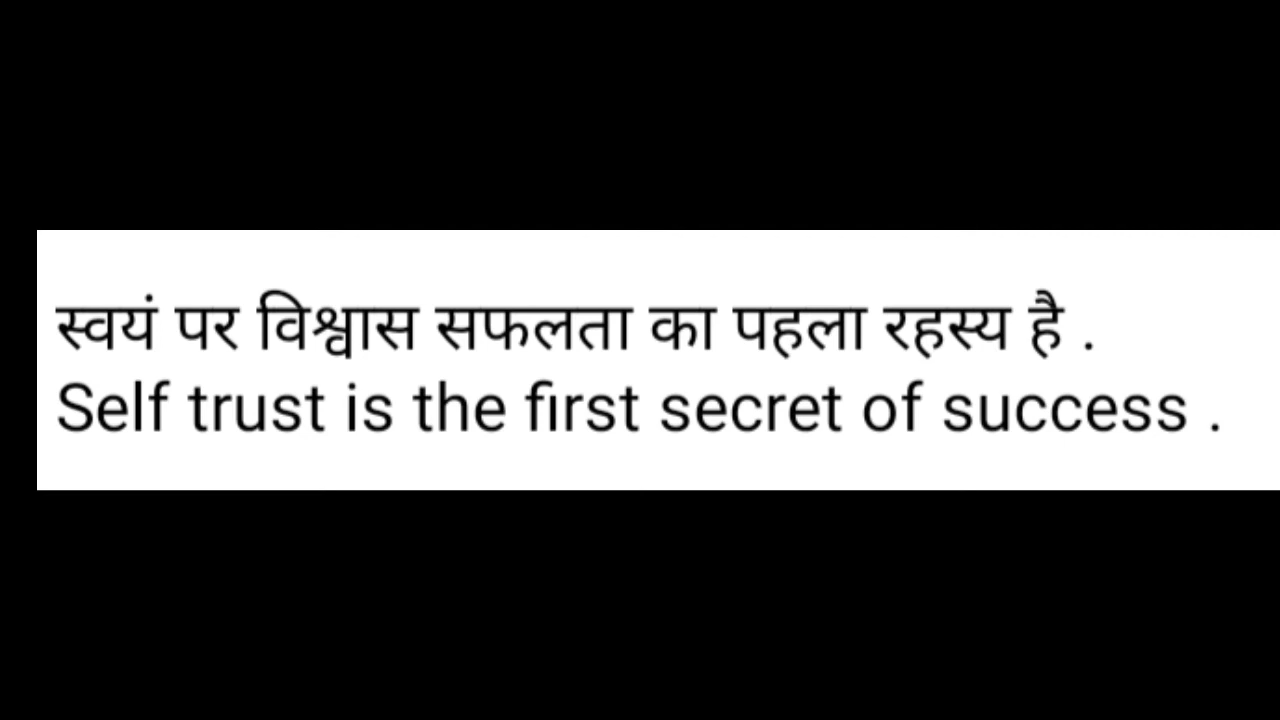 स्वयं पर विश्वास सफलता का पहला रहस्य है .
Self trust is the first secret of success .